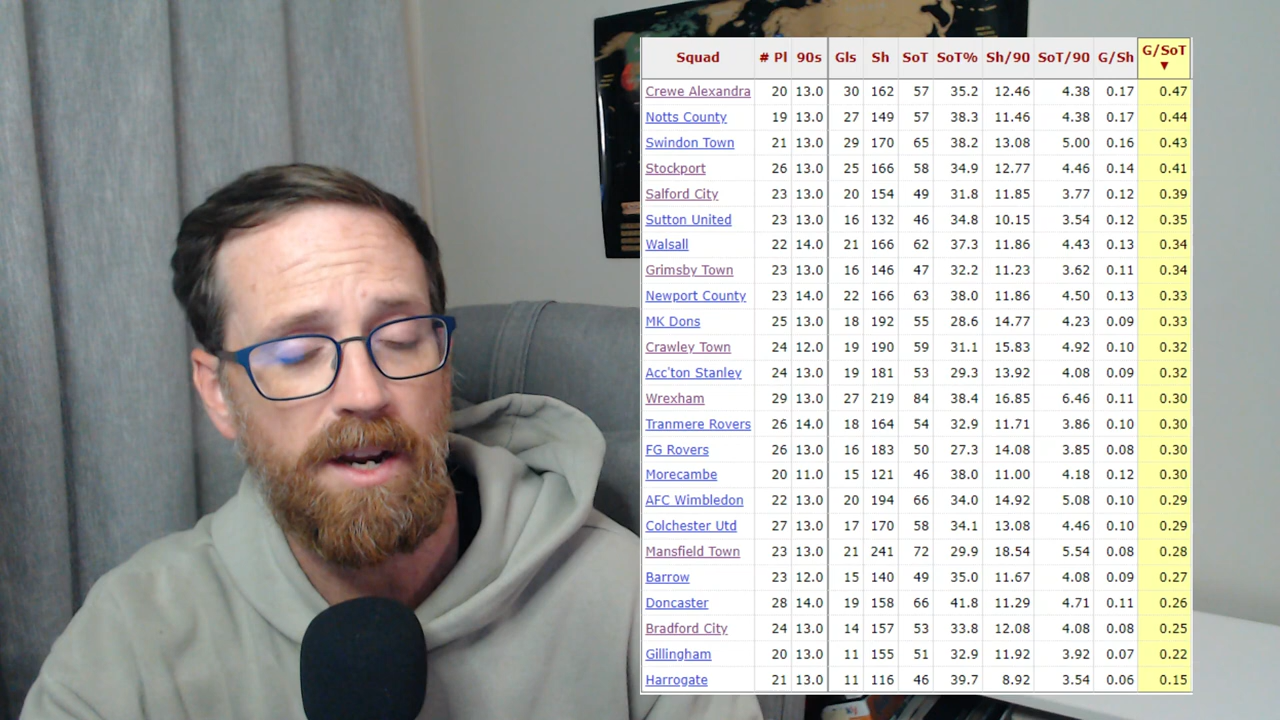 Squad # Pl 90s Gls Sh SoT SoT% Sh/90 SoT/90 G/Sh G/SoT ▼
Crewe Alexandra 20 13.0 30 162 57 35.2 12.46 4.38 0.17 0.47
Notts County 19 13.0 27 149 57 38.3 11.46 4.38 0.17 0.44
Swindon Town 21 13.0 29 170 65 38.2 13.08 5.00 0.16 0.43
Stockport 26 13.0 25 166 58 34.9 12.77 4.46 0.14 0.41
Salford City 23 13.0 20 154 49 31.8 11.85 3.77 0.12 0.39
Sutton United 23 13.0 16 132 46 34.8 10.15 3.54 0.12 0.35
Walsall 22 14.0 21 166 62 37.3 11.86 4.43 0.13 0.34
Grimsby Town 23 13.0 16 146 47 32.2 11.23 3.62 0.11 0.34
Newport County 23 14.0 22 166 63 38.0 11.86 4.50 0.13 0.33
MK Dons 25 13.0 18 192 55 28.6 14.77 4.23 0.09 0.33
Crawley Town 24 12.0 19 190 59 31.1 15.83 4.92 0.10 0.32
Acc'ton Stanley 24 13.0 19 181 53 29.3 13.92 4.08 0.09 0.32
Wrexham 29 13.0 27 219 84 38.4 16.85 6.46 0.11 0.30
Tranmere Rovers 26 14.0 18 164 54 32.9 11.71 3.86 0.10 0.30
FG Rovers 26 13.0 16 183 50 27.3 14.08 3.85 0.08 0.30
Morecambe 20 11.0 15 121 46 38.0 11.00 4.18 0.12 0.30
AFC Wimbledon 22 13.0 20 194 66 34.0 14.92 5.08 0.10 0.29
Colchester Utd 27 13.0 17 170 58 34.1 13.08 4.46 0.10 0.29
Mansfield Town 23 13.0 21 241 72 29.9 18.54 5.54 0.08 0.28
Barrow 23 12.0 15 140 49 35.0 11.67 4.08 0.09 0.27
Doncaster 28 14.0 19 158 66 41.8 11.29 4.71 0.11 0.26
Bradford City 24 13.0 14 157 53 33.8 12.08 4.08 0.08 0.25
Gillingham 20 13.0 11 155 51 32.9 11.92 3.92 0.07 0.22
Harrogate 21 13.0 11 116 46 39.7 8.92 3.54 0.06 0.15